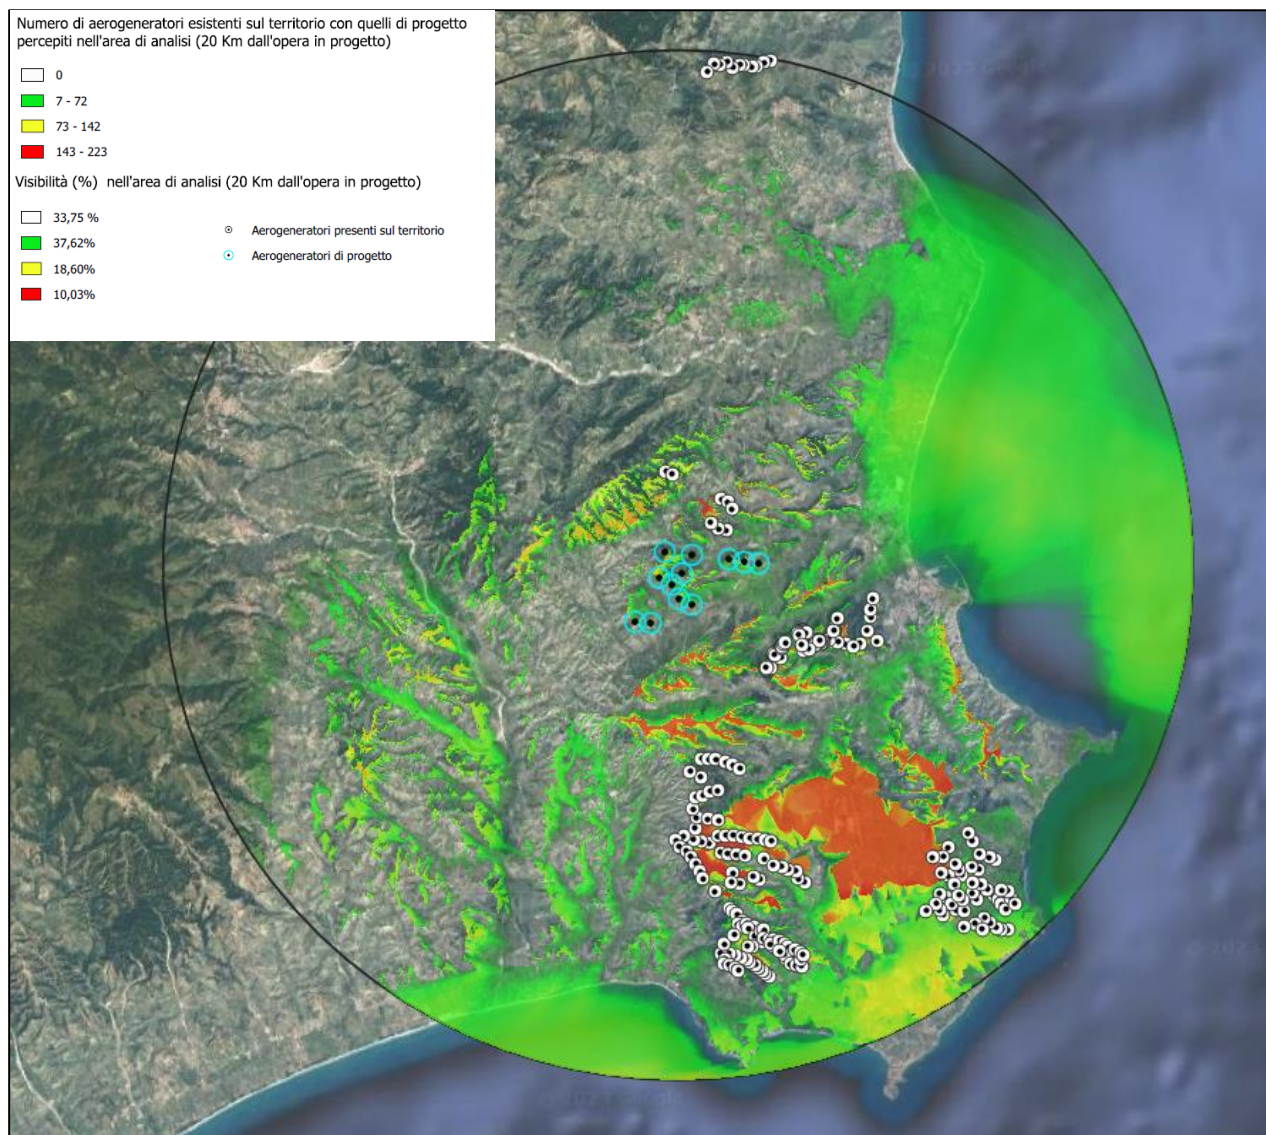 Numero di aerogeneratori esistenti sul territorio con quelli di progetto
percepiti nell'area di analisi (20 Km dall'opera in progetto)
0
7 - 72
73 - 142
143 - 223
Visibilità (%) nell'area di analisi (20 Km dall'opera in progetto)
33,75 %
37,62%
18,60%
10,03%
Aerogeneratori presenti sul territorio
Aerogeneratori di progetto